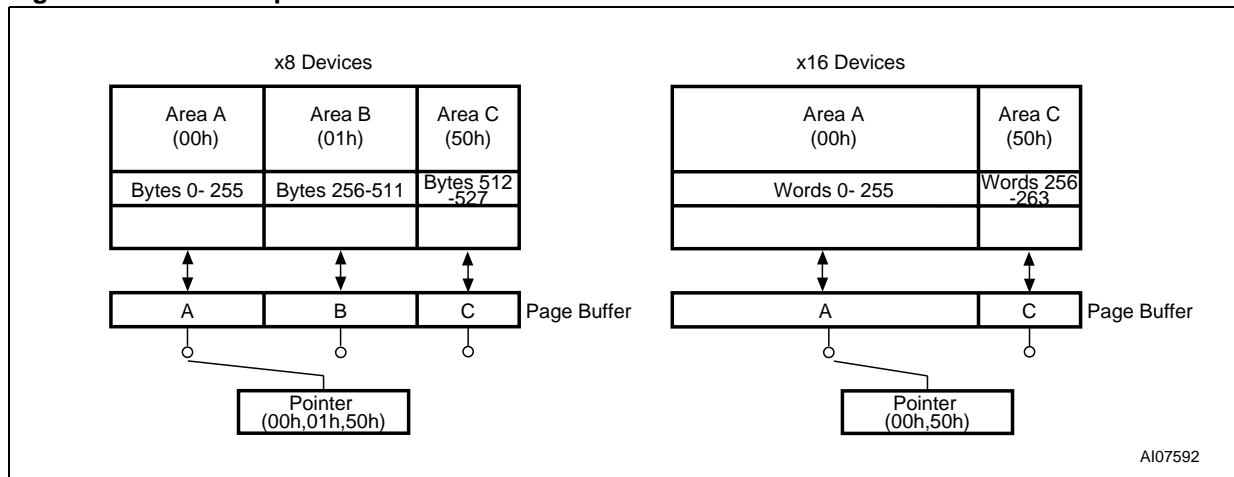 x8 Devices
Area A
(00h)
Area B
(01h)
Area C
(50h)
Bytes 0- 255
Bytes 256-511
Bytes 512
-527
A
B
C
Page Buffer
Pointer
(00h,01h,50h)
x16 Devices
Area A
(00h)
Area C
(50h)
Words 0- 255
Words 256
-263
A
C
Page Buffer
Pointer
(00h,50h)
AI07592